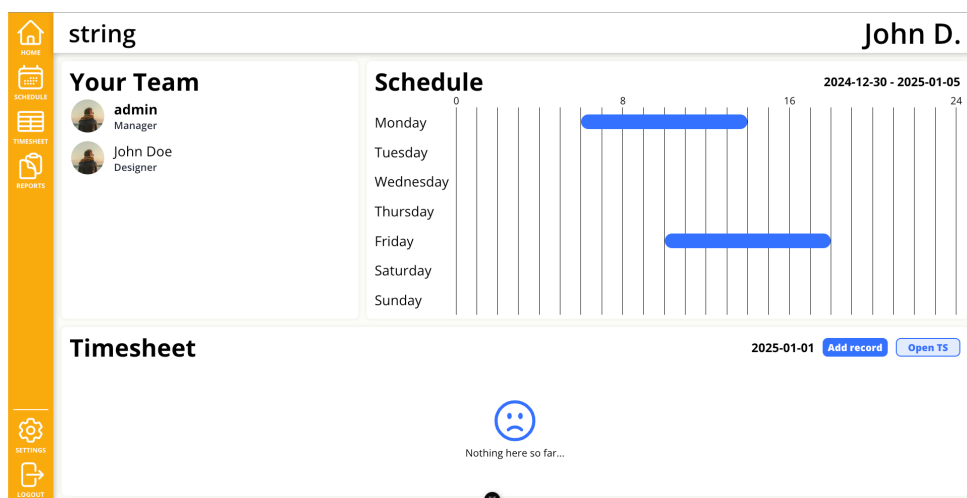 string
John D.
HOME
SCHEDULE
TIMESHEET
REPORTS
SETTINGS
LOGOUT
Your Team
admin
Manager
John Doe
Designer
Schedule
2024-12-30 - 2025-01-05
0 8 16 24
Monday
Tuesday
Wednesday
Thursday
Friday
Saturday
Sunday
Timesheet
2025-01-01
Add record
Open TS
Nothing here so far...